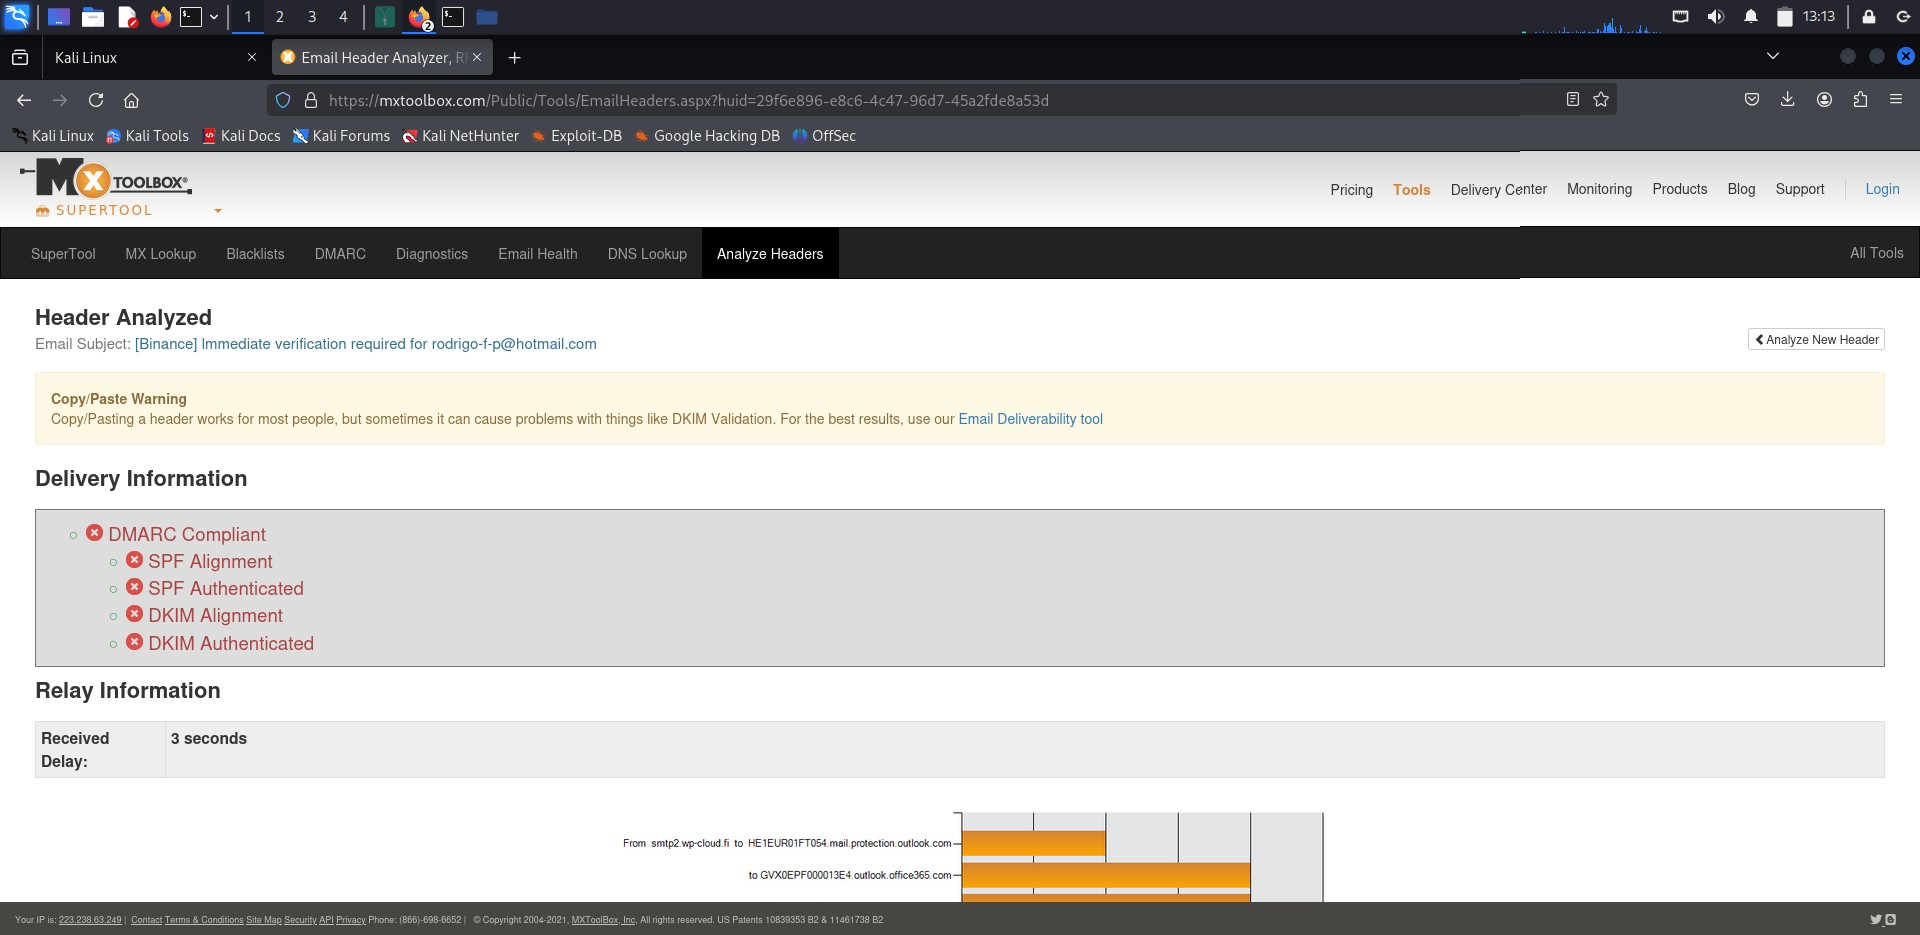 1 2 3 4
2
13:13
Kali Linux
Email Header Analyzer, RF
https://mxtoolbox.com/Public/Tools/EmailHeaders.aspx?huid=29f6e896-e8c6-4c47-96d7-45a2fde8a53d
Kali Linux Kali Tools Kali Docs Kali Forums Kali NetHunter Exploit-DB Google Hacking DB OffSec
MX TOOLBOX®
SUPERTOOL
Pricing Tools Delivery Center Monitoring Products Blog Support Login
SuperTool MX Lookup Blacklists DMARC Diagnostics Email Health DNS Lookup Analyze Headers All Tools
Header Analyzed
Email Subject: [Binance] Immediate verification required for rodrigo-f-p@hotmail.com
Analyze New Header
Copy/Paste Warning
Copy/Pasting a header works for most people, but sometimes it can cause problems with things like DKIM Validation. For the best results, use our Email Deliverability tool
Delivery Information
DMARC Compliant
SPF Alignment
SPF Authenticated
DKIM Alignment
DKIM Authenticated
Relay Information
Received 3 seconds
Delay:
From smtp2.wp-cloud.fi to HE1EUR01FT054.mail.protection.outlook.com
to GVX0EPF000013E4.outlook.office365.com
Your IP is: 223.238.63.249 | Contact Terms & Conditions Site Map Security API Privacy Phone: (866)-698-6652 | © Copyright 2004-2021, MXToolBox, Inc, All rights reserved. US Patents 10839353 B2 & 11461738 B2